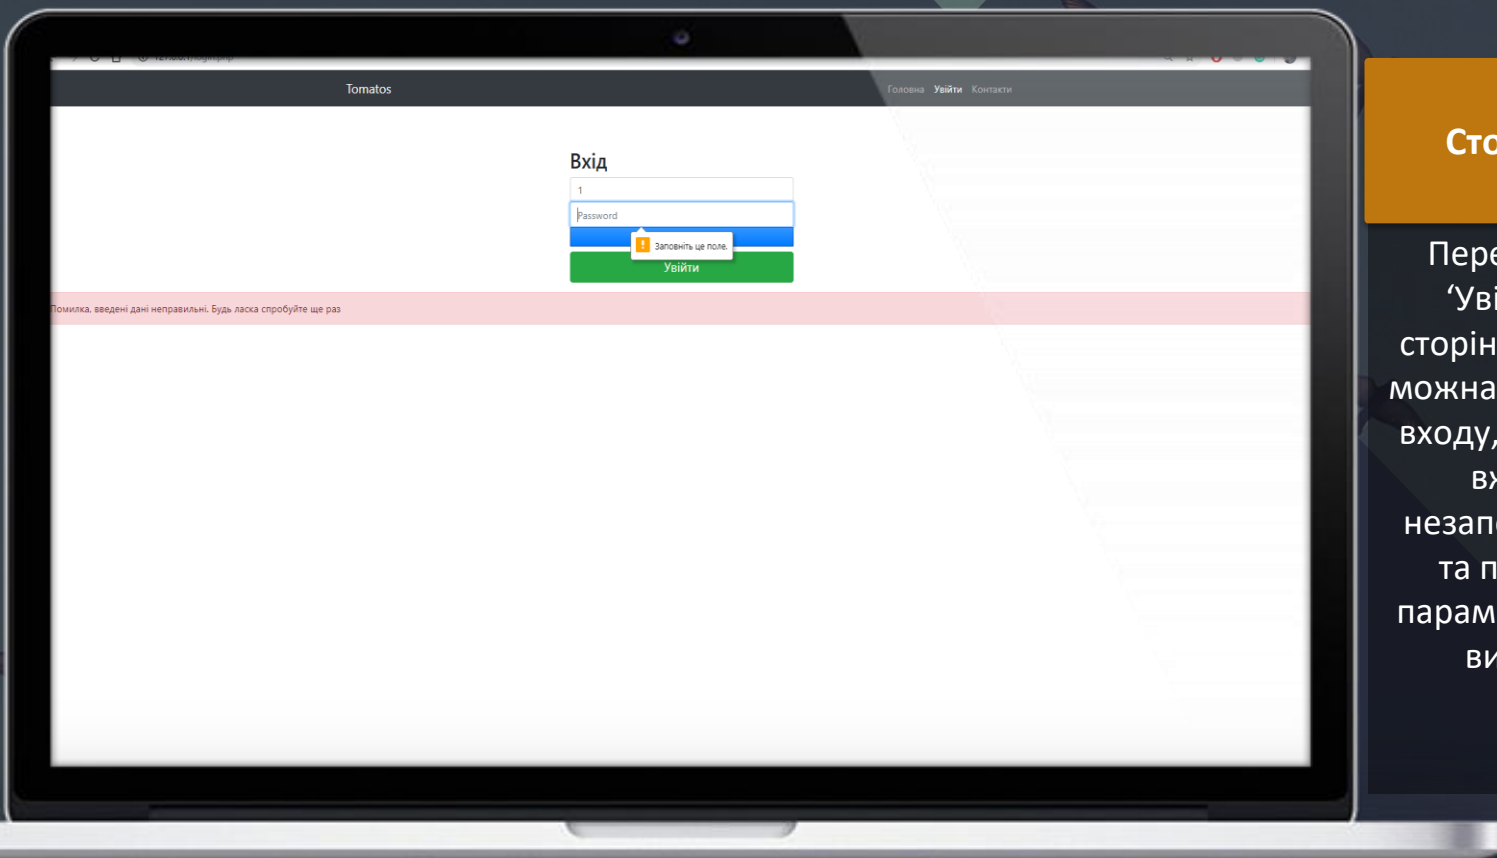 Tomatos
Головна Увійти Контакти
Вхід
1
Password
Заповніть це поле.
Увійти
Помилка, введені дані неправильні. Будь ласка спробуйте ще раз
Сто
Пере
‘Уві
сторін
можна
входу,
вх
незап
та п
парам
ви